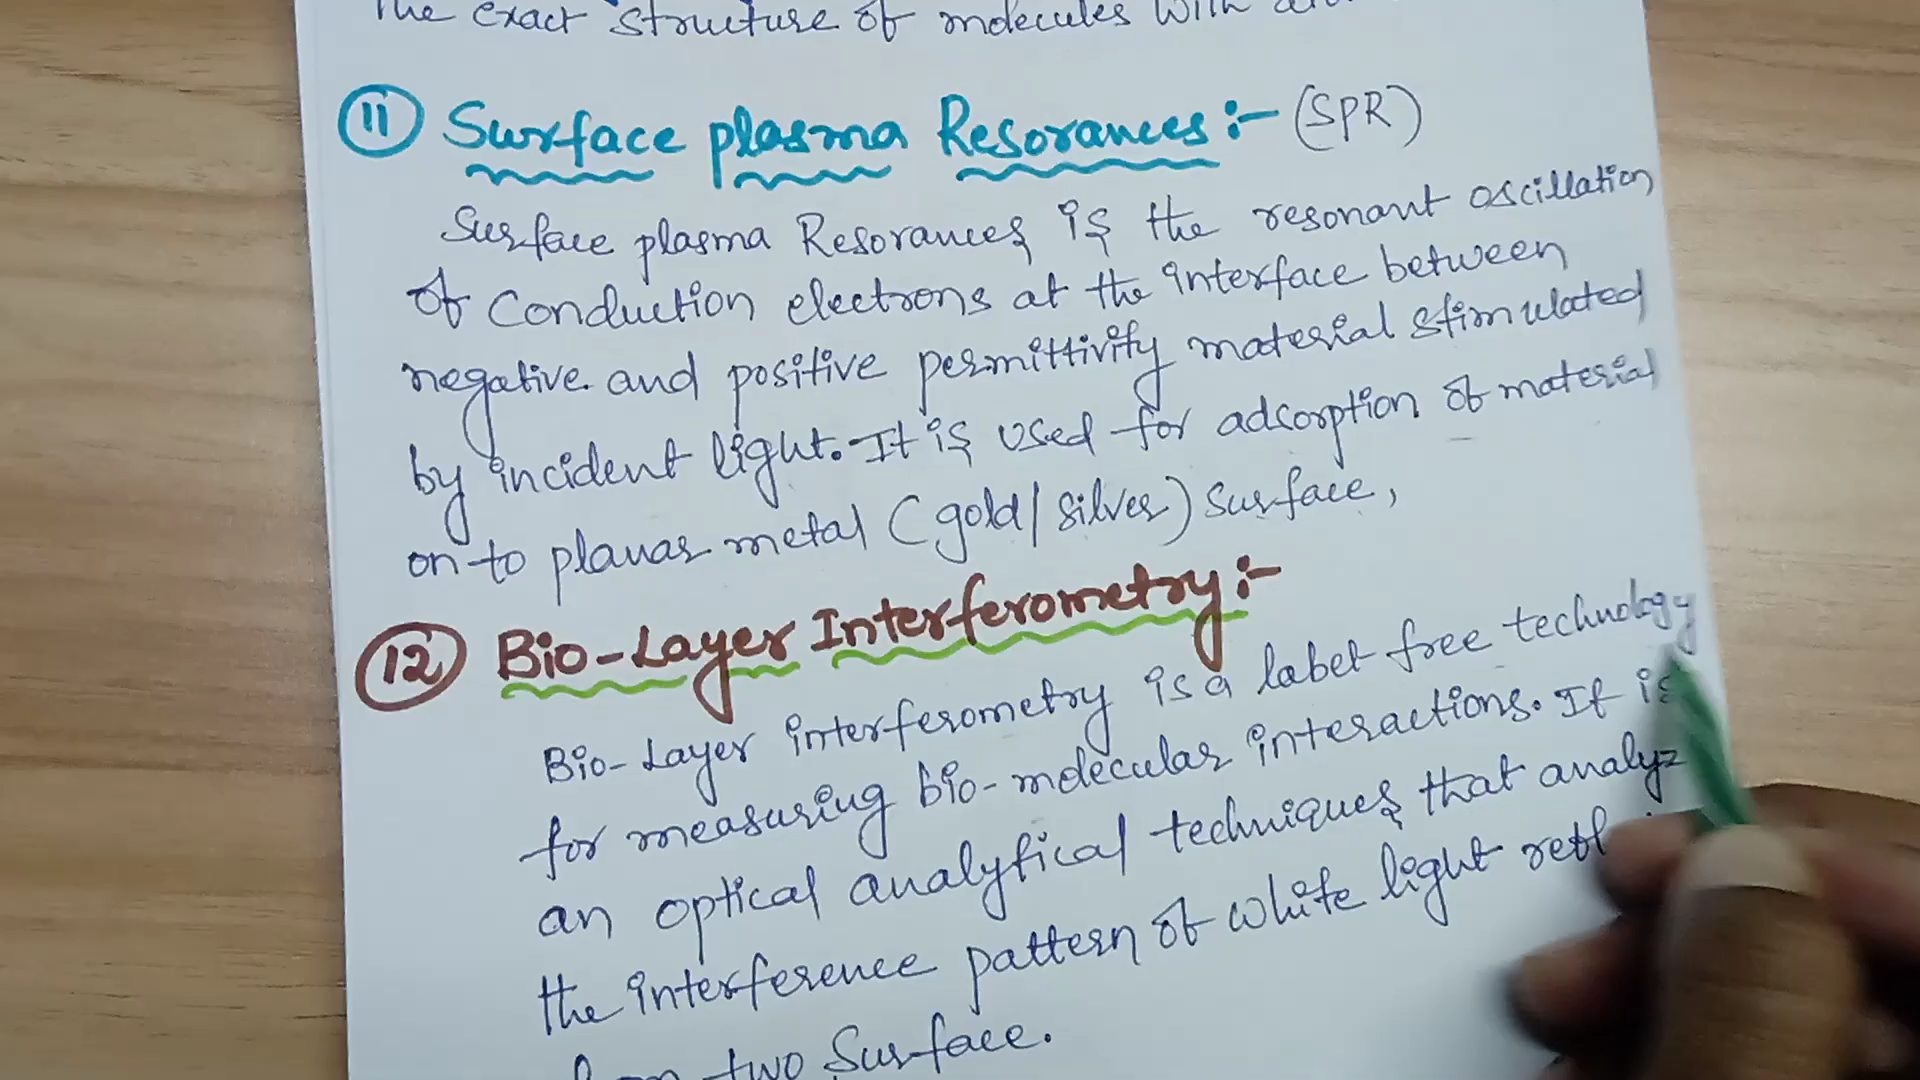 The exact structure of molecules with
11 Surface plasma Resorances :- (SPR)
Surface plasma Resorances is the resonant oscillation
of conduction electrons at the interface between
negative and positive permittivity material stimulated
by incident light. It is used for adsorption of material
on-to planar metal (gold/silver) Surface,
12 Bio-Layer Interferometry :-
Bio-Layer interferometry is a label free technology
for measuring bio-molecular interactions. It is
an optical analytical techniques that analyz
the interference pattern of white light
two Surface.